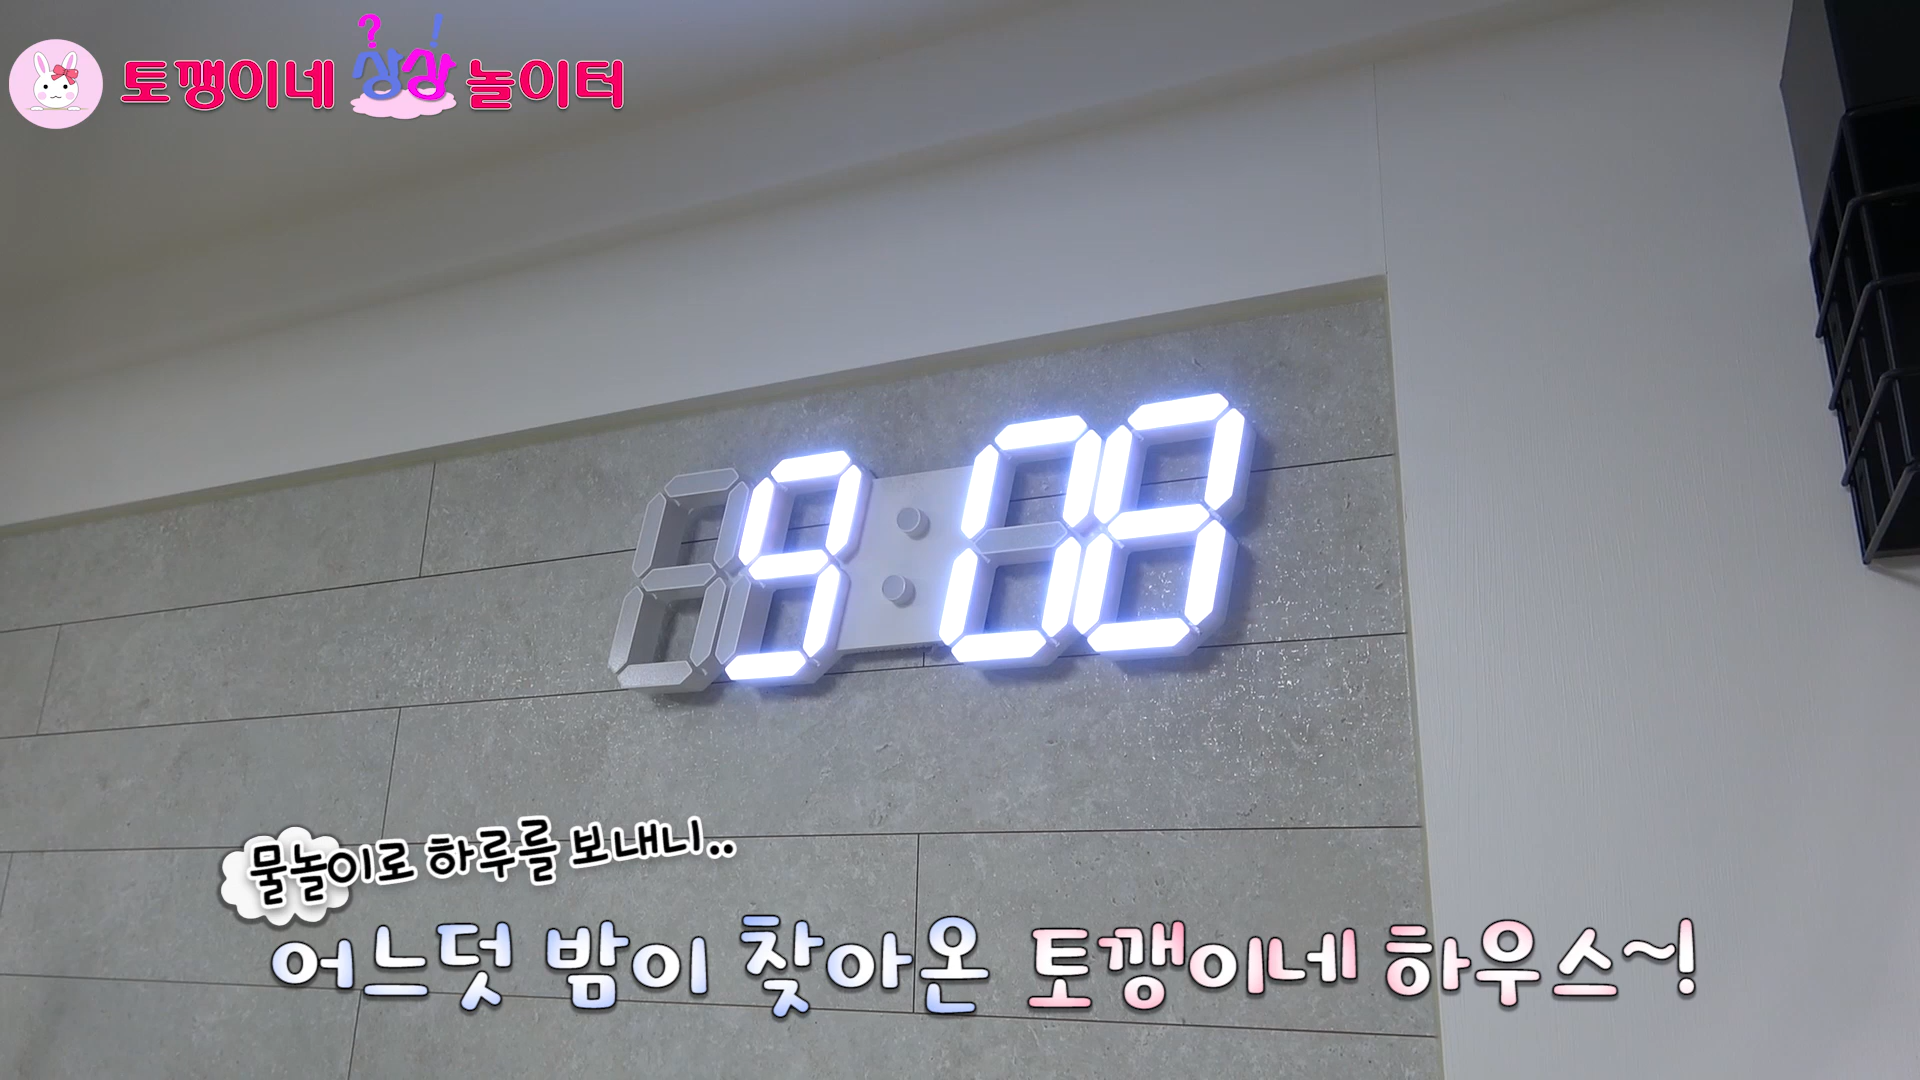 ? !
토깽이네 상상 놀이터
9:08
물놀이로 하루를 보내니..
어느덧 밤이 찾아온 토깽이네 하우스~!